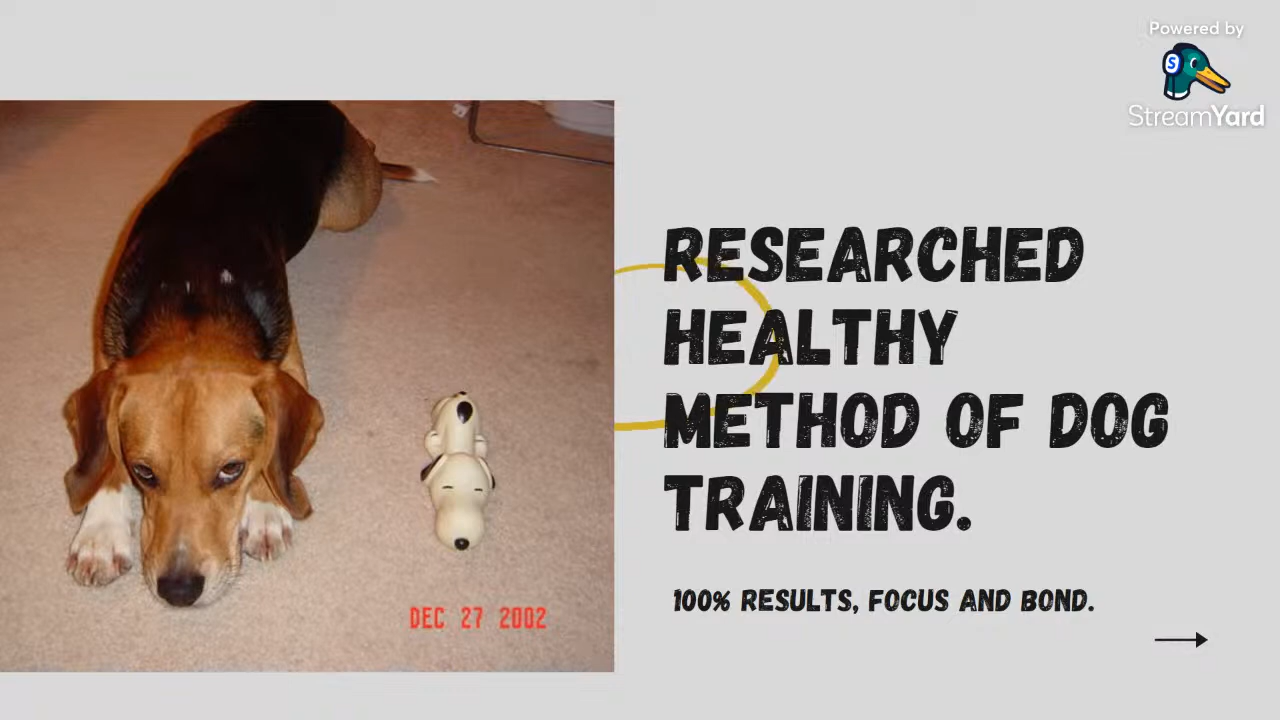 Powered by
S
StreamYard
RESEARCHED
HEALTHY
METHOD OF DOG
TRAINING.
100% RESULTS, FOCUS AND BOND.
DEC 27 2002